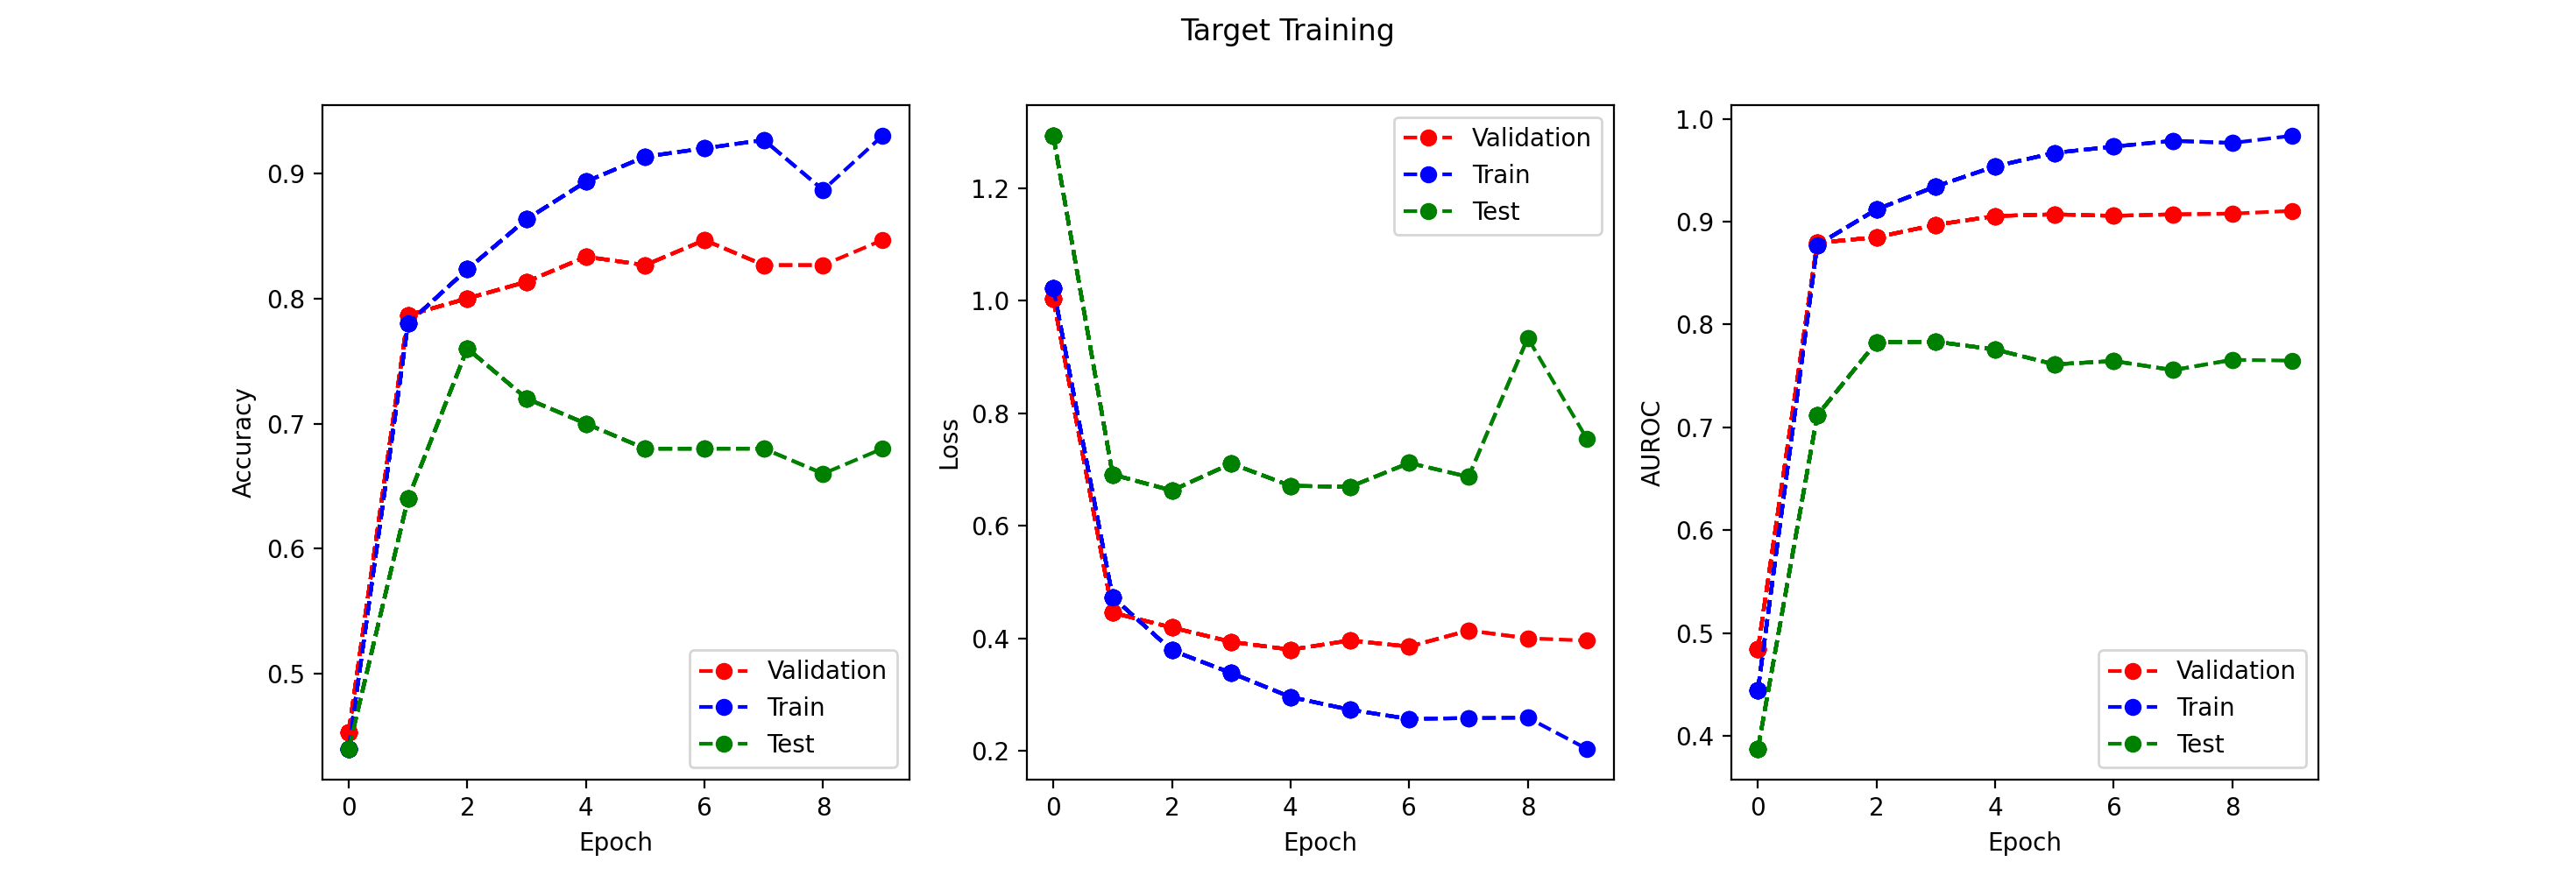 Target Training
Accuracy
0.9
0.8
0.7
0.6
0.5
0 2 4 6 8
Epoch
Validation
Train
Test
Loss
1.2
1.0
0.8
0.6
0.4
0.2
0 2 4 6 8
Epoch
Validation
Train
Test
AUROC
1.0
0.9
0.8
0.7
0.6
0.5
0.4
0 2 4 6 8
Epoch
Validation
Train
Test